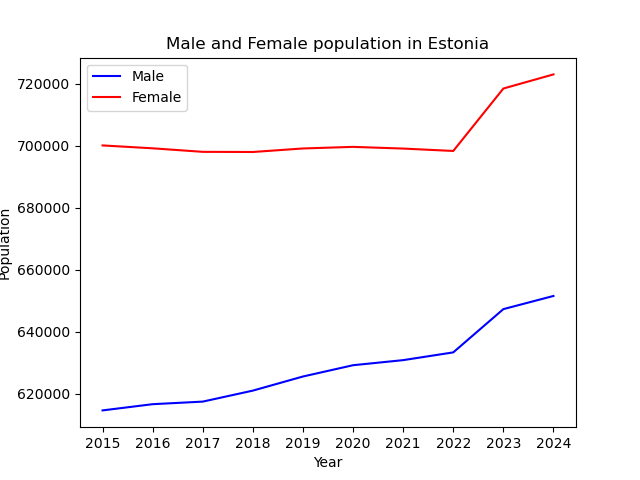 Male and Female population in Estonia
Male
Female
720000
700000
680000
660000
640000
620000
Population
2015 2016 2017 2018 2019 2020 2021 2022 2023 2024
Year